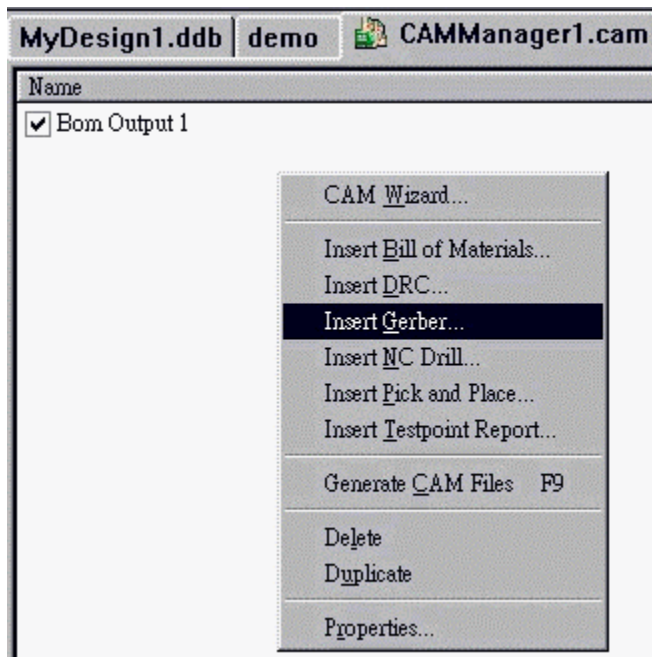 MyDesign1.ddb demo CAMManager1.cam
Name
Bom Output 1
CAM Wizard...
Insert Bill of Materials...
Insert DRC...
Insert Gerber...
Insert NC Drill...
Insert Pick and Place...
Insert Testpoint Report...
Generate CAM Files F9
Delete
Duplicate
Properties...